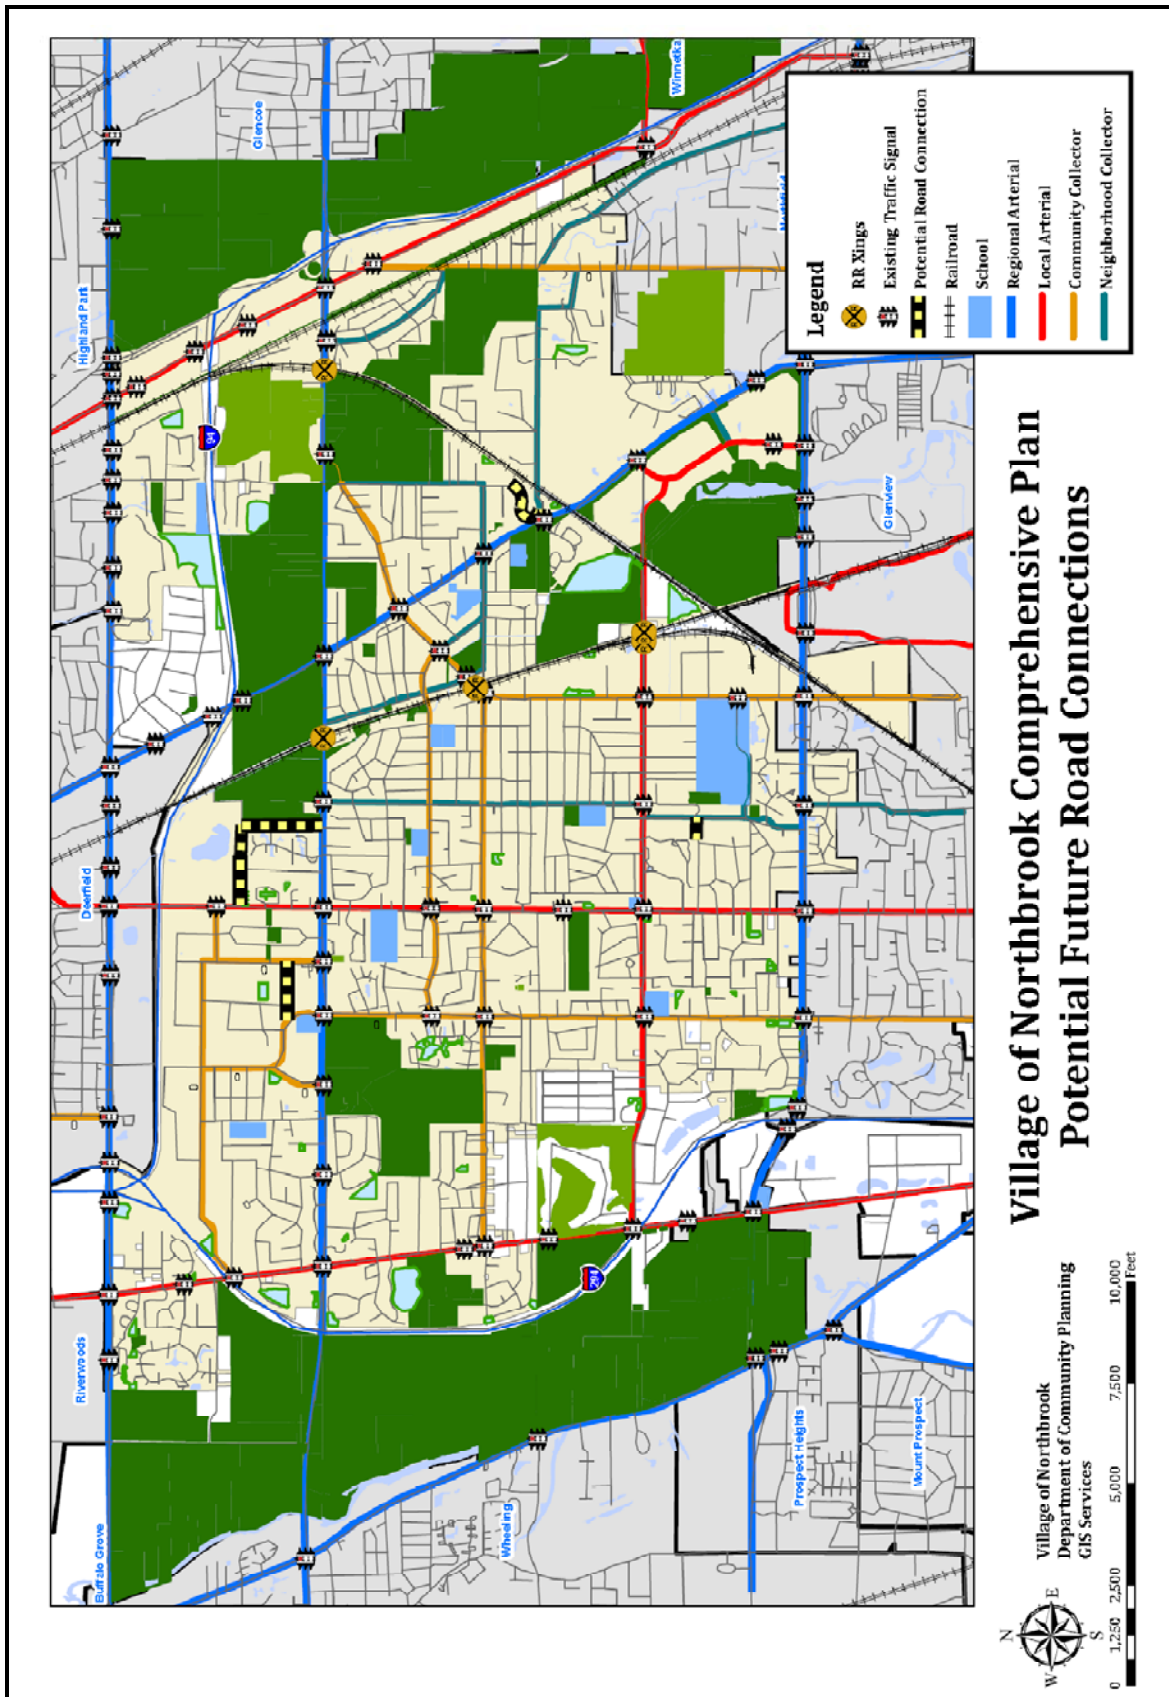 Highland Park
Glencoe
Winnetka
Deerfield
Riverwoods
Buffalo Grove
Wheeling
Prospect Heights
Mount Prospect
Glenview
94
294
Legend
RR Xings
Existing Traffic Signal
Potential Road Connection
Railroad
School
Regional Arterial
Local Arterial
Community Collector
Neighborhood Collector
Village of Northbrook Comprehensive Plan
Potential Future Road Connections
Village of Northbrook
Department of Community Planning
GIS Services
N
W E
S
0 1,250 2,500 5,000 7,500 10,000
Feet